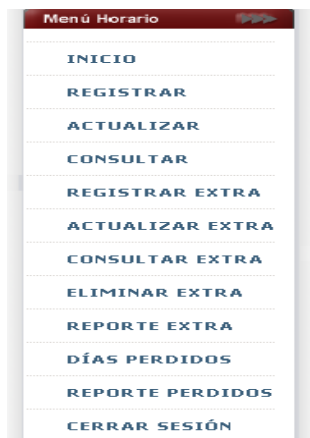 Menú Horario
INICIO
REGISTRAR
ACTUALIZAR
CONSULTAR
REGISTRAR EXTRA
ACTUALIZAR EXTRA
CONSULTAR EXTRA
ELIMINAR EXTRA
REPORTE EXTRA
DÍAS PERDIDOS
REPORTE PERDIDOS
CERRAR SESIÓN